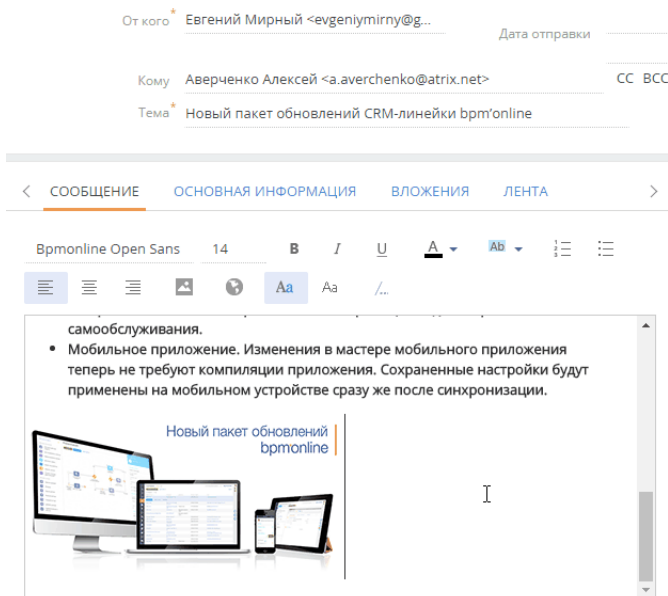 От кого* Евгений Мирный <evgeniymirny@g...
Дата отправки
Кому Аверченко Алексей <a.averchenko@atrix.net> CC BCC
Тема* Новый пакет обновлений CRM-линейки bpm'online
СООБЩЕНИЕ ОСНОВНАЯ ИНФОРМАЦИЯ ВЛОЖЕНИЯ ЛЕНТА
Bpmonline Open Sans 14 B I U A Ab
Aa Aa /...
самообслуживания.
• Мобильное приложение. Изменения в мастере мобильного приложения
теперь не требуют компиляции приложения. Сохраненные настройки будут
применены на мобильном устройстве сразу же после синхронизации.
Новый пакет обновлений
bpmonline